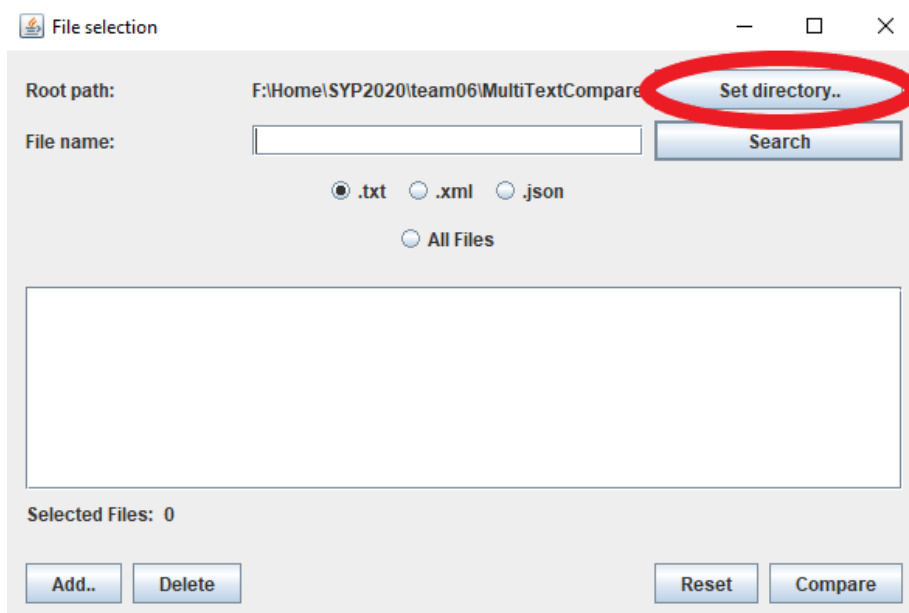 File selection
Root path: F:\Home\SYP2020\team06\MultiTextCompare Set directory..
File name: Search
.txt .xml .json
All Files
Selected Files: 0
Add.. Delete Reset Compare